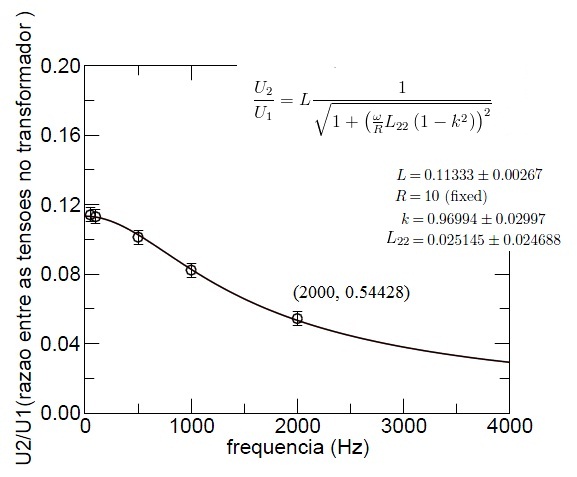 U2/U1(razao entre as tensoes no transformador )
0.20
0.16
0.12
0.08
0.04
0.00
U₂/U₁ = L 1/√(1 + (ω/R L₂₂ (1 − k²))²)
L = 0.11333 ± 0.00267
R = 10 (fixed)
k = 0.96994 ± 0.02997
L₂₂ = 0.025145 ± 0.024688
(2000, 0.54428)
0 1000 2000 3000 4000
frequencia (Hz)